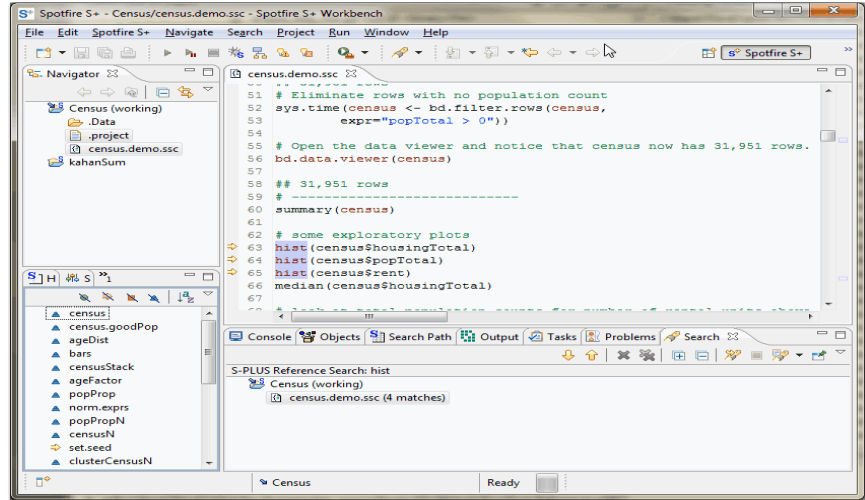 Spotfire S+ - Census/census.demo.ssc - Spotfire S+ Workbench
File Edit Spotfire S+ Navigate Search Project Run Window Help
S+ Spotfire S+
Navigator
Census (working)
.Data
.project
census.demo.ssc
kahanSum
census.demo.ssc
51 # Eliminate rows with no population count
52 sys.time(census <- bd.filter.rows(census,
53 expr="popTotal > 0"))
54
55 # Open the data viewer and notice that census now has 31,951 rows.
56 bd.data.viewer(census)
57
58 ## 31,951 rows
59 # -----------------------------
60 summary(census)
61
62 # some exploratory plots
63 hist(census$housingTotal)
64 hist(census$popTotal)
65 hist(census$rent)
66 median(census$housingTotal)
67
H S »1
census
census.goodPop
ageDist
bars
censusStack
ageFactor
popProp
norm.exprs
popPropN
censusN
set.seed
clusterCensusN
Console Objects Search Path Output Tasks Problems Search
S-PLUS Reference Search: hist
Census (working)
census.demo.ssc (4 matches)
Census Ready